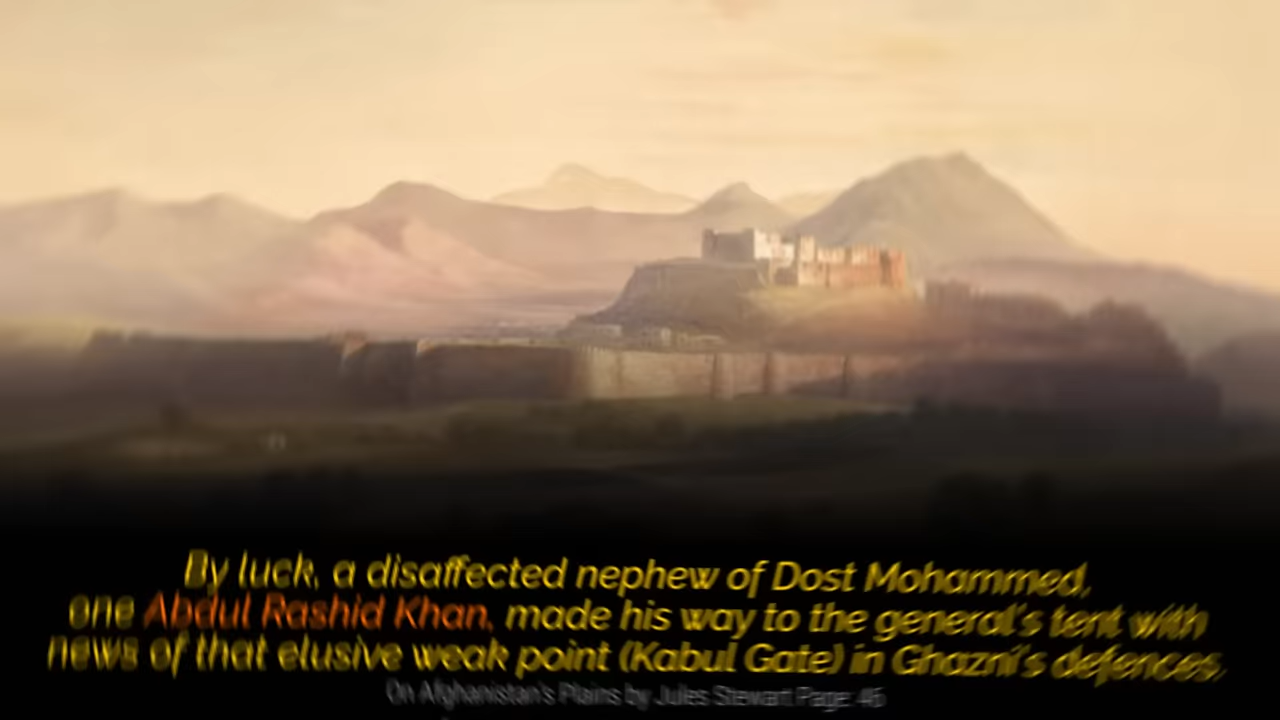 By luck, a disaffected nephew of Dost Mohammed,
one Abdul Rashid Khan, made his way to the general's tent with
news of that elusive weak point (Kabul Gate) in Ghazni's defences.
On Afghanistan's Plains by Jules Stewart Page: 46